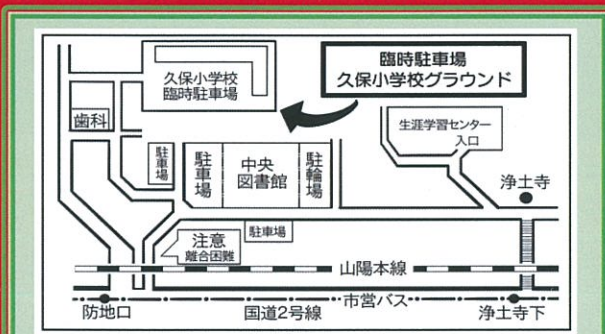 臨時駐車場
久保小学校グラウンド
久保小学校
臨時駐車場
歯科
生涯学習センター
入口
駐車場
駐車場
中央
図書館
駐輪場
浄土寺
注意
離合困難
駐車場
山陽本線
市営バス
防地口
国道2号線
浄土寺下